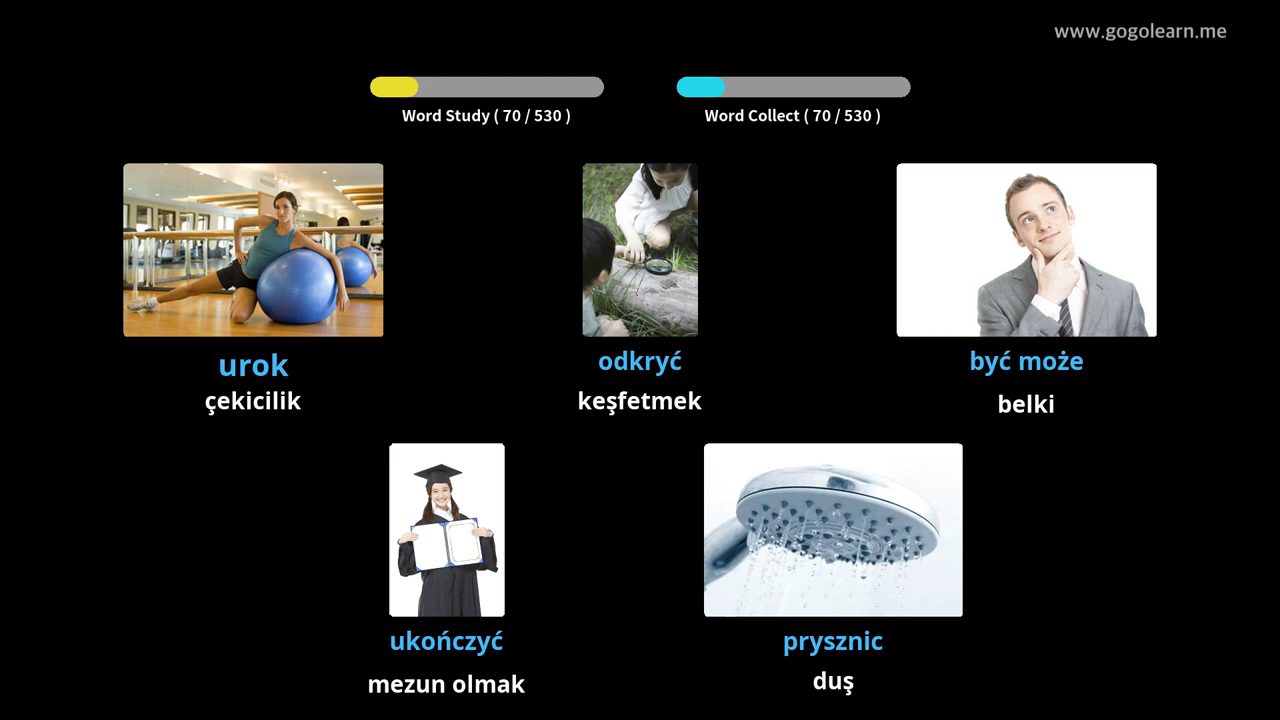 www.gogolearn.me
Word Study ( 70 / 530 )
Word Collect ( 70 / 530 )
urok
çekicilik
odkryć
keşfetmek
być może
belki
ukończyć
mezun olmak
prysznic
duş